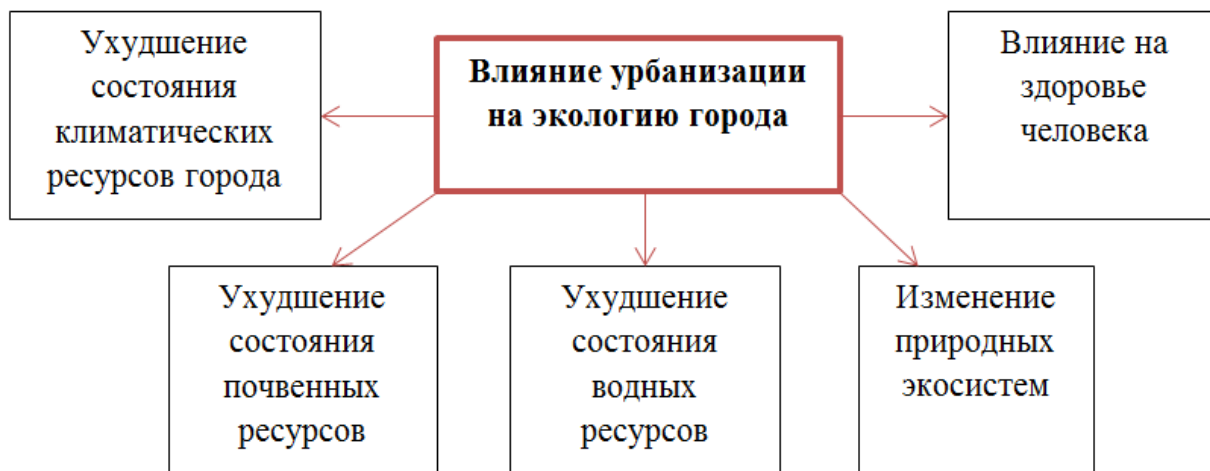 Ухудшение
состояния
климатических
ресурсов города
Влияние урбанизации
на экологию города
Влияние на
здоровье
человека
Ухудшение
состояния
почвенных
ресурсов
Ухудшение
состояния
водных
ресурсов
Изменение
природных
экосистем